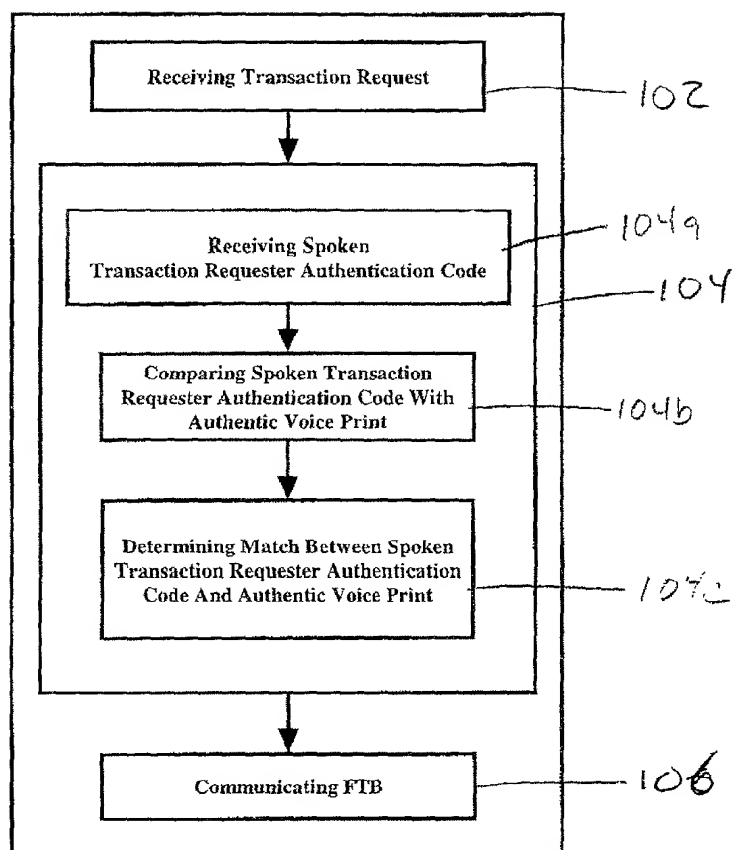 Receiving Transaction Request
102
Receiving Spoken
Transaction Requester Authentication Code
104a
104
Comparing Spoken Transaction
Requester Authentication Code With
Authentic Voice Print
104b
Determining Match Between Spoken
Transaction Requester Authentication
Code And Authentic Voice Print
104c
Communicating FTB
106